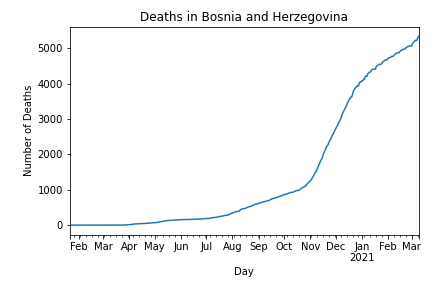 Deaths in Bosnia and Herzegovina
Number of Deaths
5000
4000
3000
2000
1000
0
Feb Mar Apr May Jun Jul Aug Sep Oct Nov Dec Jan Feb Mar
2021
Day